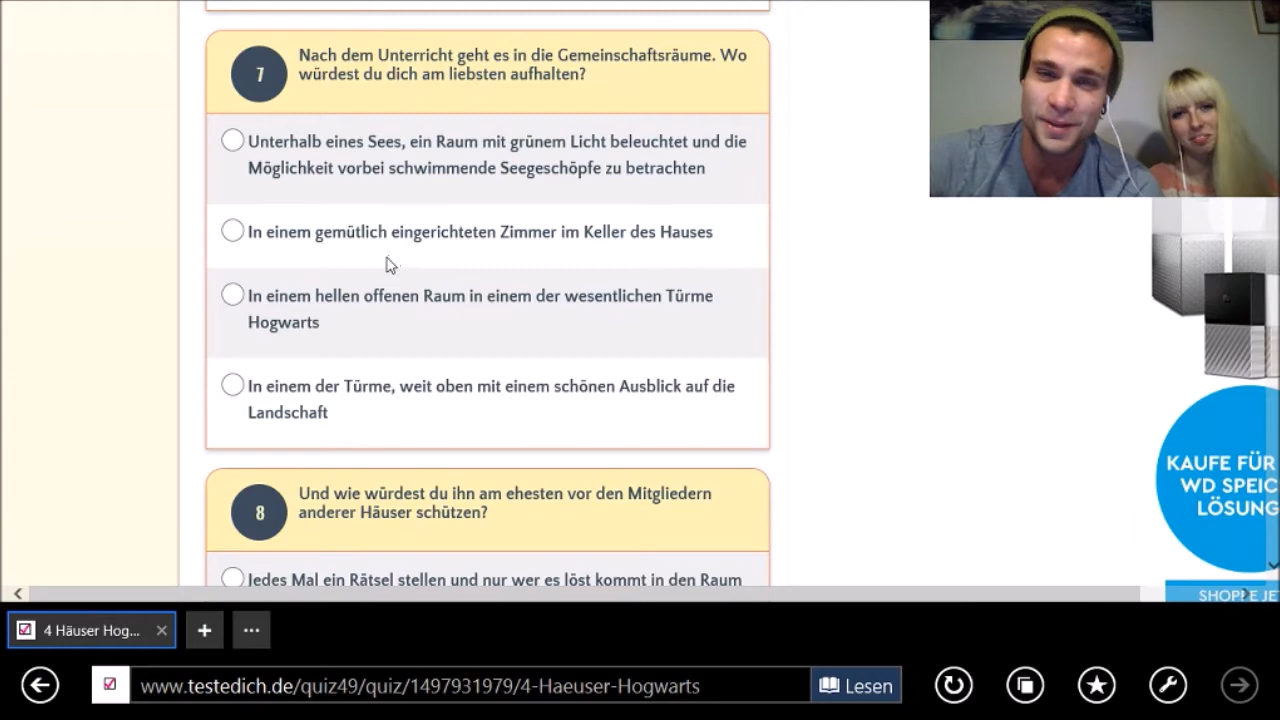 7
Nach dem Unterricht geht es in die Gemeinschaftsräume. Wo
würdest du dich am liebsten aufhalten?
Unterhalb eines Sees, ein Raum mit grünem Licht beleuchtet und die
Möglichkeit vorbei schwimmende Seegeschöpfe zu betrachten
In einem gemütlich eingerichteten Zimmer im Keller des Hauses
In einem hellen offenen Raum in einem der wesentlichen Türme
Hogwarts
In einem der Türme, weit oben mit einem schönen Ausblick auf die
Landschaft
8
Und wie würdest du ihn am ehesten vor den Mitgliedern
anderer Häuser schützen?
Jedes Mal ein Rätsel stellen und nur wer es löst kommt in den Raum
KAUFE FÜR
WD SPEIC
LÖSUNG
SHOPPE JE
4 Häuser Hog...
www.testedich.de/quiz49/quiz/1497931979/4-Haeuser-Hogwarts
Lesen